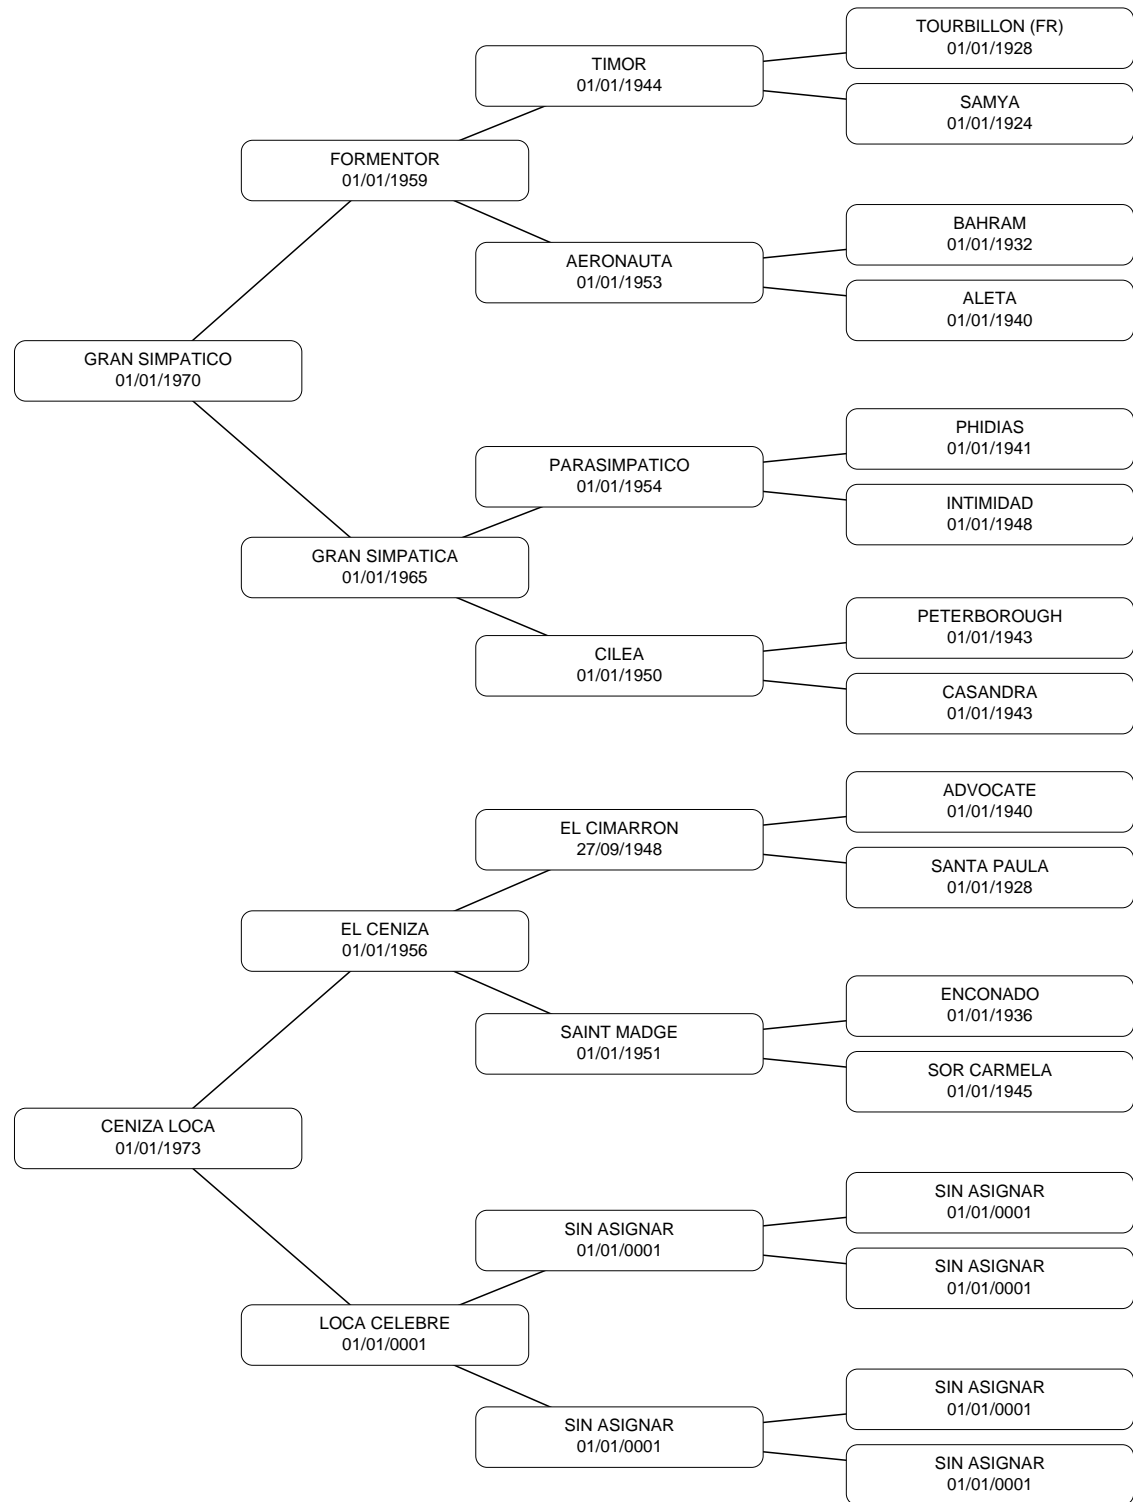 TOURBILLON (FR)
01/01/1928
TIMOR
01/01/1944
SAMYA
01/01/1924
FORMENTOR
01/01/1959
BAHRAM
01/01/1932
AERONAUTA
01/01/1953
ALETA
01/01/1940
GRAN SIMPATICO
01/01/1970
PHIDIAS
01/01/1941
PARASIMPATICO
01/01/1954
INTIMIDAD
01/01/1948
GRAN SIMPATICA
01/01/1965
PETERBOROUGH
01/01/1943
CILEA
01/01/1950
CASANDRA
01/01/1943
ADVOCATE
01/01/1940
EL CIMARRON
27/09/1948
SANTA PAULA
01/01/1928
EL CENIZA
01/01/1956
ENCONADO
01/01/1936
SAINT MADGE
01/01/1951
SOR CARMELA
01/01/1945
CENIZA LOCA
01/01/1973
SIN ASIGNAR
01/01/0001
SIN ASIGNAR
01/01/0001
SIN ASIGNAR
01/01/0001
LOCA CELEBRE
01/01/0001
SIN ASIGNAR
01/01/0001
SIN ASIGNAR
01/01/0001
SIN ASIGNAR
01/01/0001